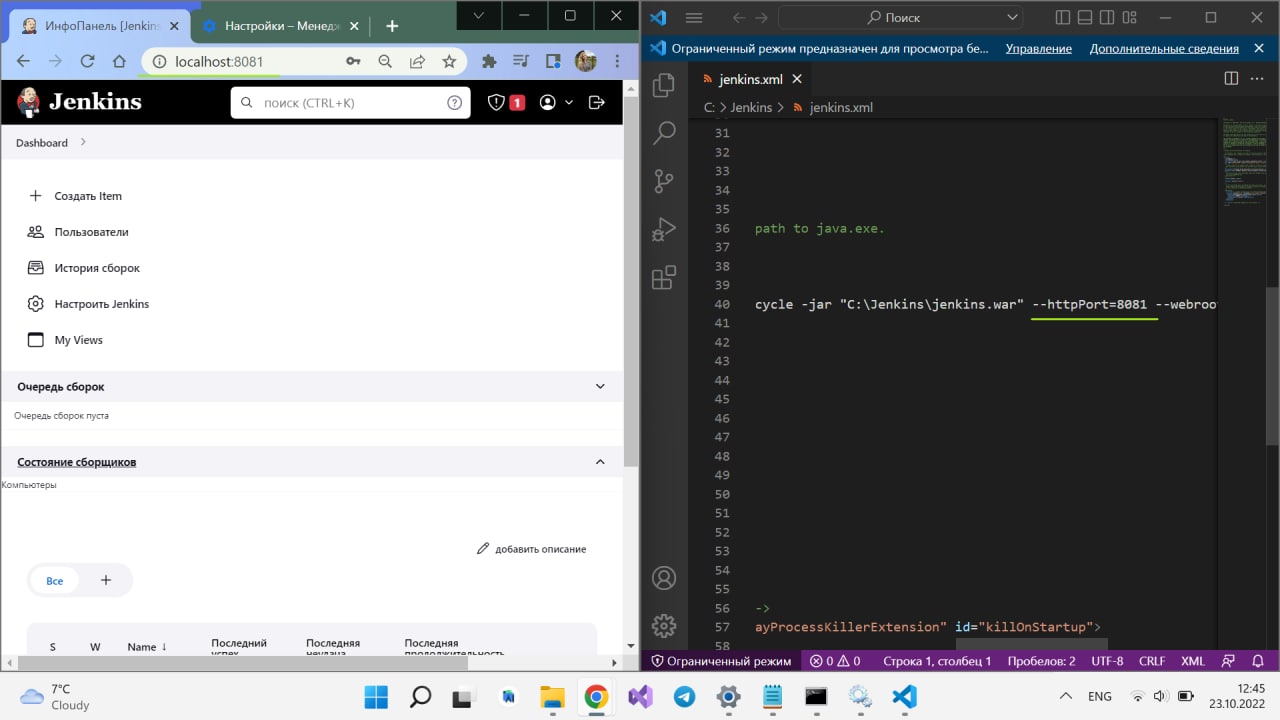 ИнфоПанель [Jenkins
Настройки – Менедж
localhost:8081
Jenkins
поиск (CTRL+K)
1
Dashboard
Создать Item
Пользователи
История сборок
Настроить Jenkins
My Views
Очередь сборок
Очередь сборок пуста
Состояние сборщиков
Компьютеры
добавить описание
Все
S
W
Name ↓
Последний успех
Последняя неудача
Последняя продолжительность
Поиск
Ограниченный режим предназначен для просмотра бе...
Управление
Дополнительные сведения
jenkins.xml
C: > Jenkins > jenkins.xml
31
32
33
34
35
36 path to java.exe.
37
38
39
40 cycle -jar "C:\Jenkins\jenkins.war" --httpPort=8081 --webroot
41
42
43
44
45
46
47
48
49
50
51
52
53
54
55
56 ->
57 ayProcessKillerExtension" id="killOnStartup">
58
Ограниченный режим
0
0
Строка 1, столбец 1
Пробелов: 2
UTF-8
CRLF
XML
7°C
Cloudy
ENG
12:45
23.10.2022